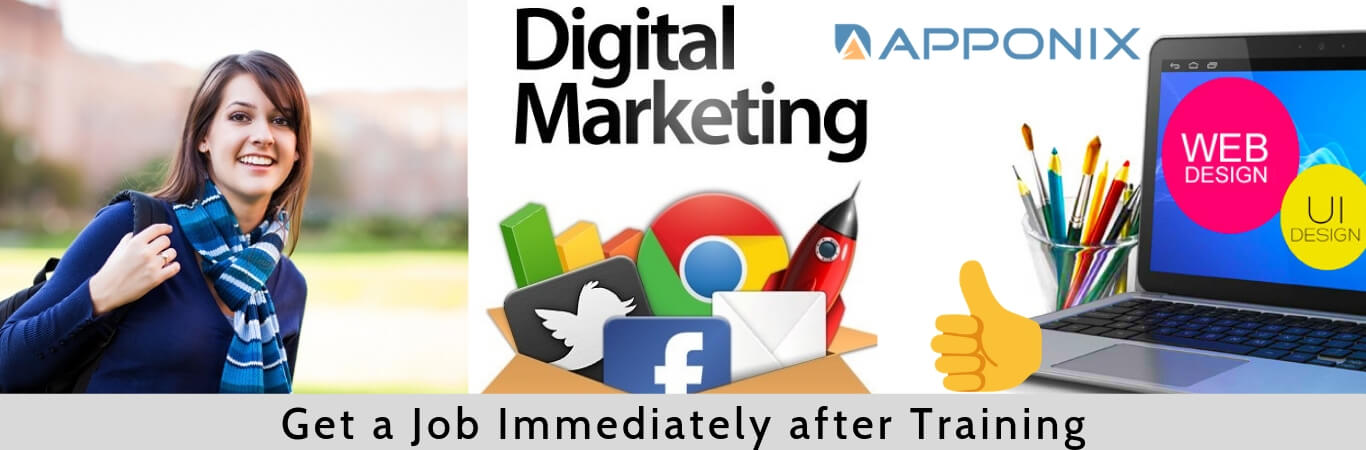 Digital
Marketing
APPONIX
WEB
DESIGN
UI
DESIGN
f
Get a Job Immediately after Training